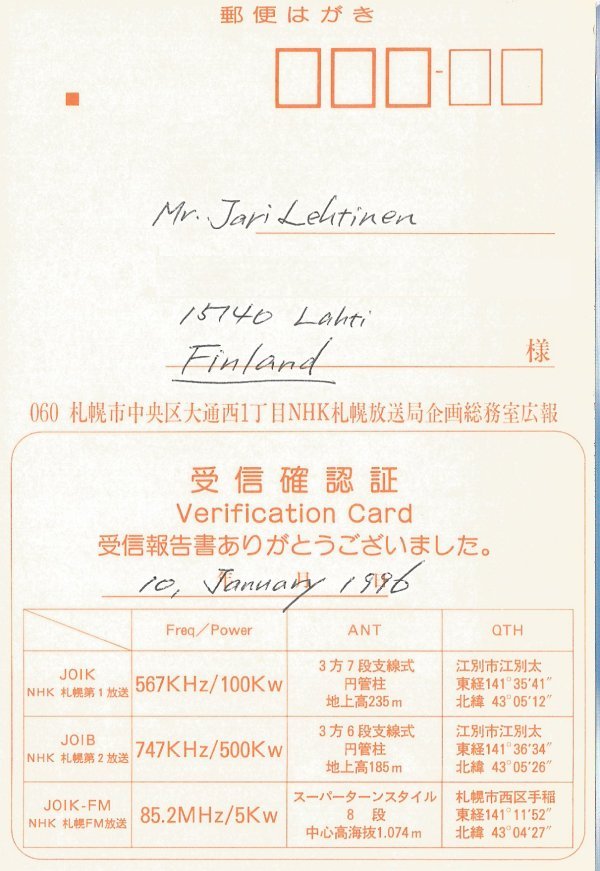 郵便はがき
Mr. Jari Lehtinen
15140 Lahti
Finland 様
060 札幌市中央区大通西1丁目NHK札幌放送局企画総務室広報
受信確認証
Verification Card
受信報告書ありがとうございました。
10, January 1996
年 月 日
Freq/Power ANT QTH
JOIK
NHK 札幌第1放送
567KHz/100Kw
3方7段支線式
円管柱
地上高235m
江別市江別太
東経141°35′41″
北緯 43°05′12″
JOIB
NHK 札幌第2放送
747KHz/500Kw
3方6段支線式
円管柱
地上高185m
江別市江別太
東経141°36′34″
北緯 43°05′26″
JOIK-FM
NHK 札幌FM放送
85.2MHz/5Kw
スーパーターンスタイル
8 段
中心高海抜1.074m
札幌市西区手稲
東経141°11′52″
北緯 43°04′27″